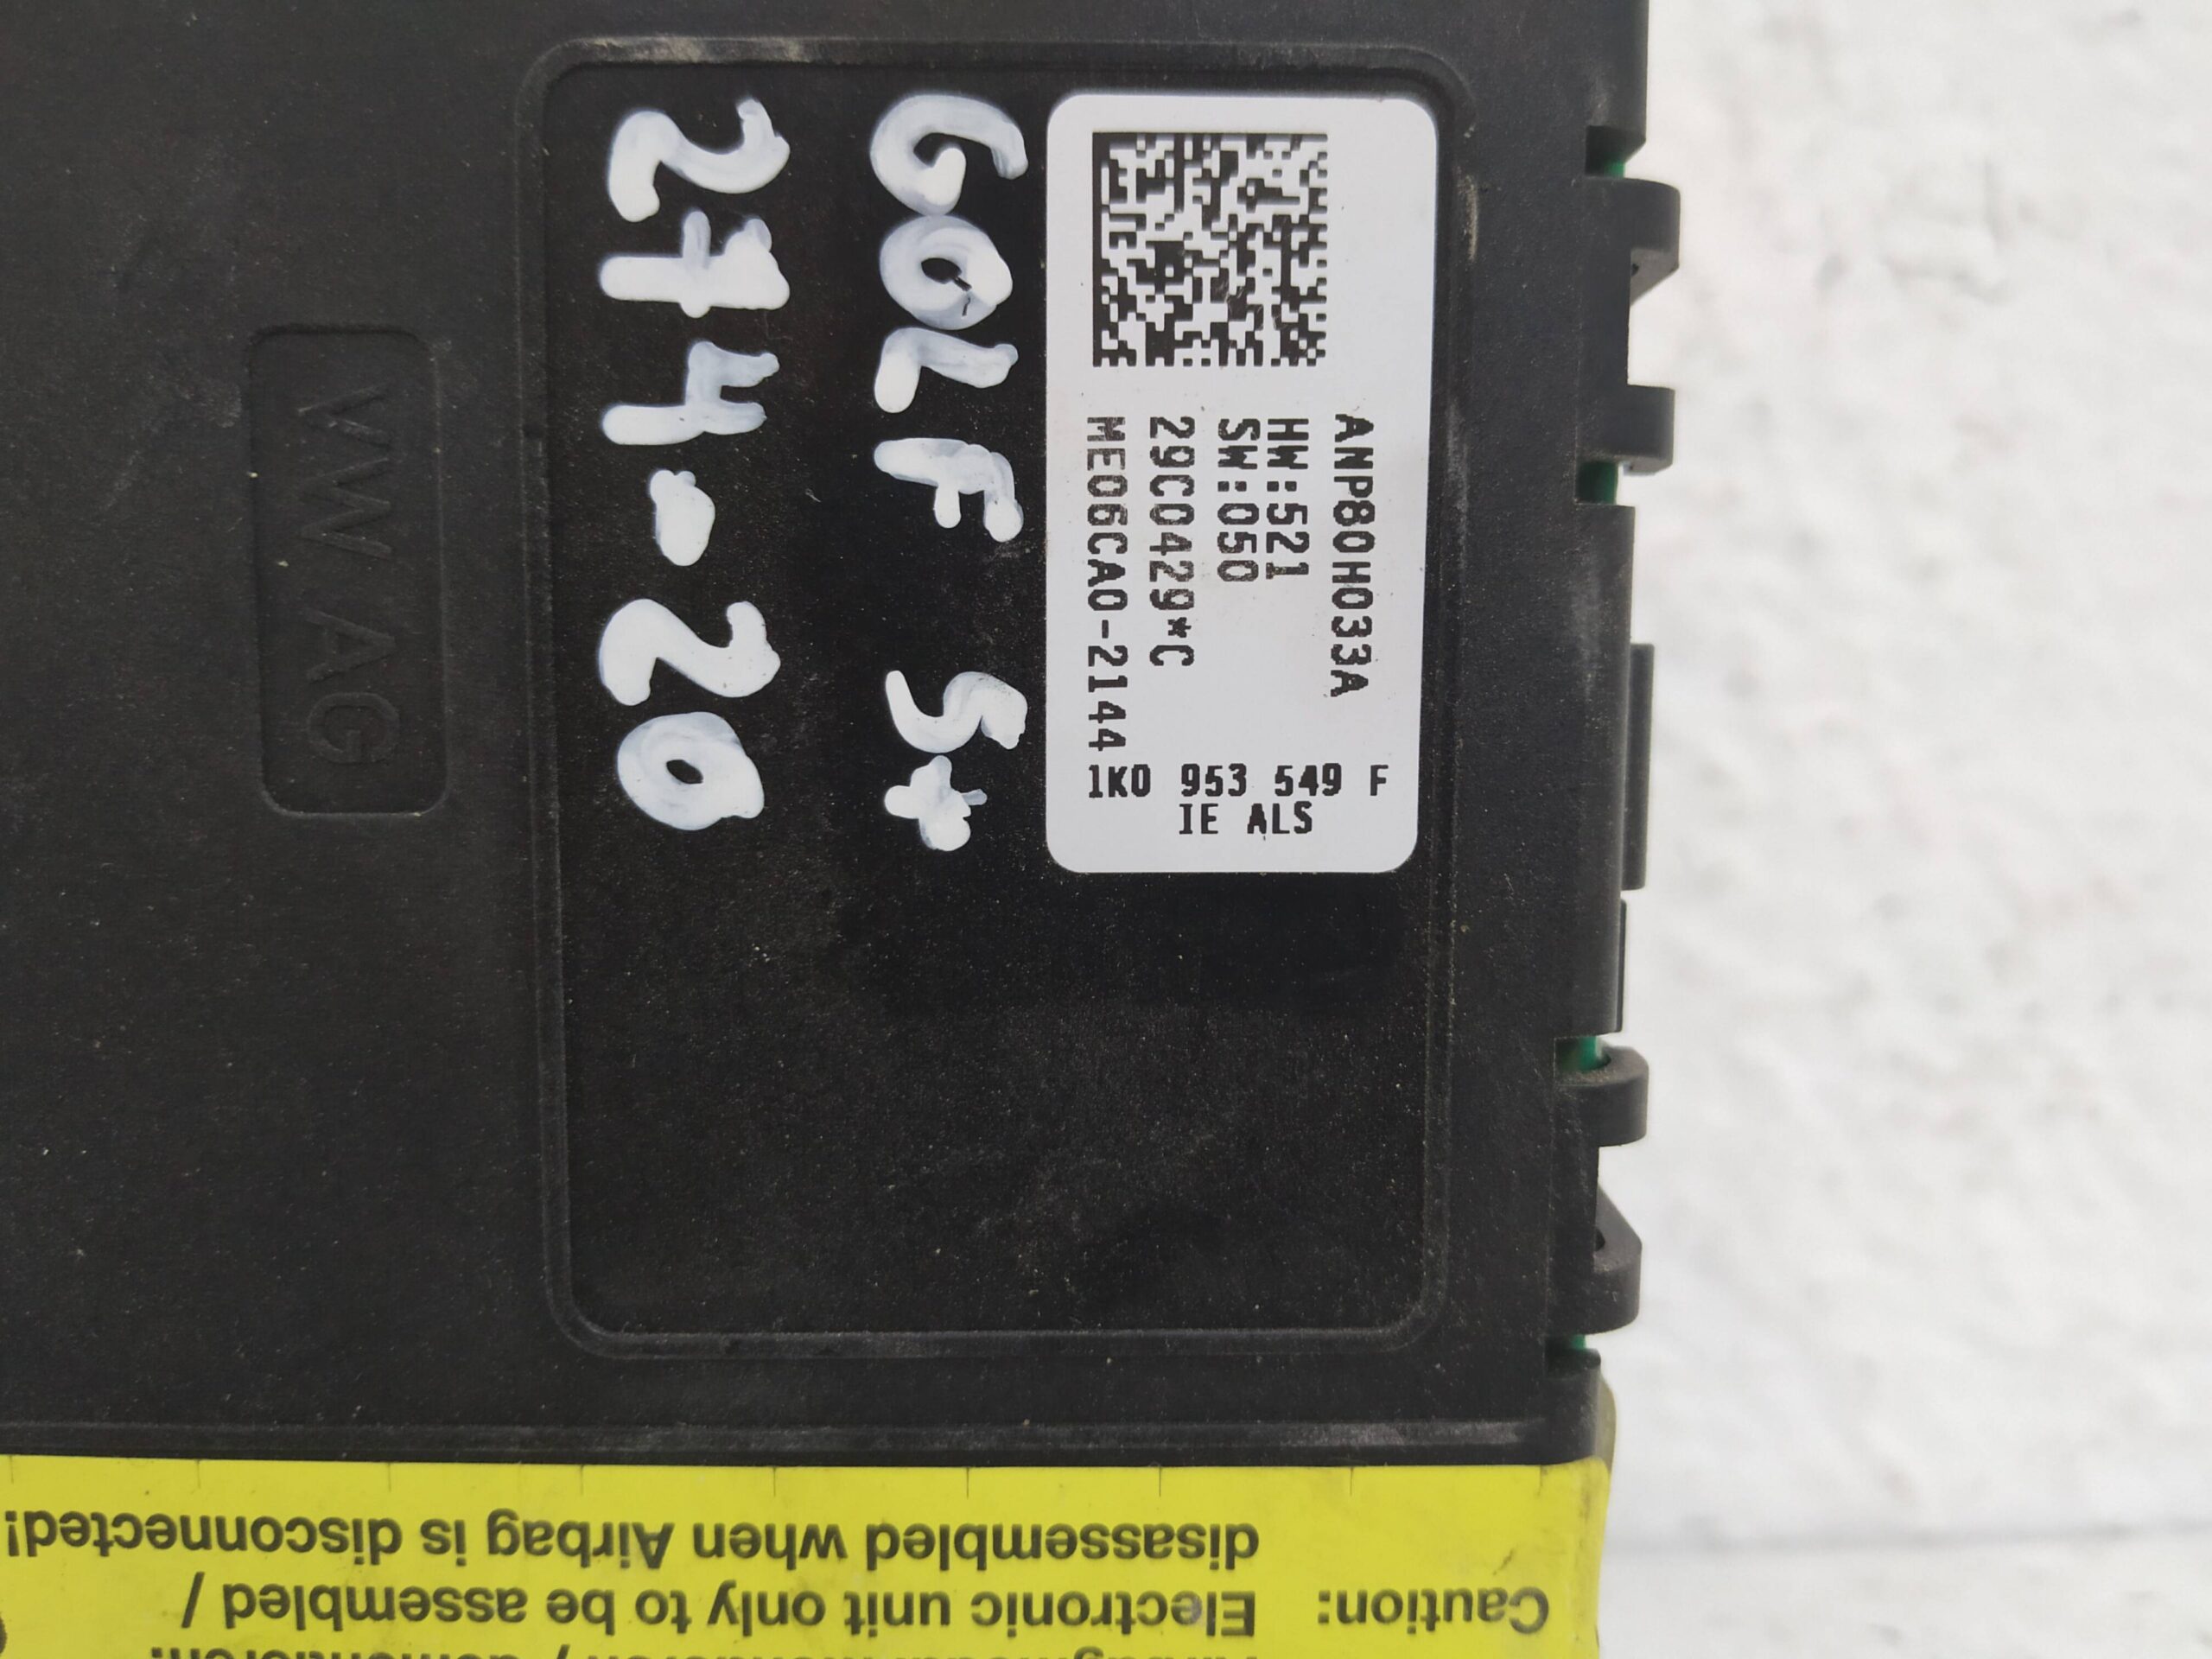 ANP80H033A
HW:521
SW:050
29C0429*C
ME06CA0-2144
1K0 953 549 F
IE ALS
GOLF 5+
274-20
VW AG
Caution: Electronic unit only to be assembled /
disassembled when Airbag is disconnected!